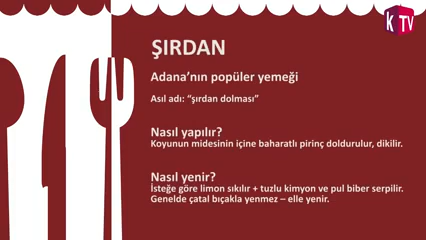 K TV
ŞIRDAN
Adana’nın popüler yemeği
Asıl adı: “şırdan dolması”
Nasıl yapılır?
Koyunun midesinin içine baharatlı pirinç doldurulur, dikilir.
Nasıl yenir?
İsteğe göre limon sıkılır + tuzlu kimyon ve pul biber serpilir.
Genelde çatal bıçakla yenmez – elle yenir.